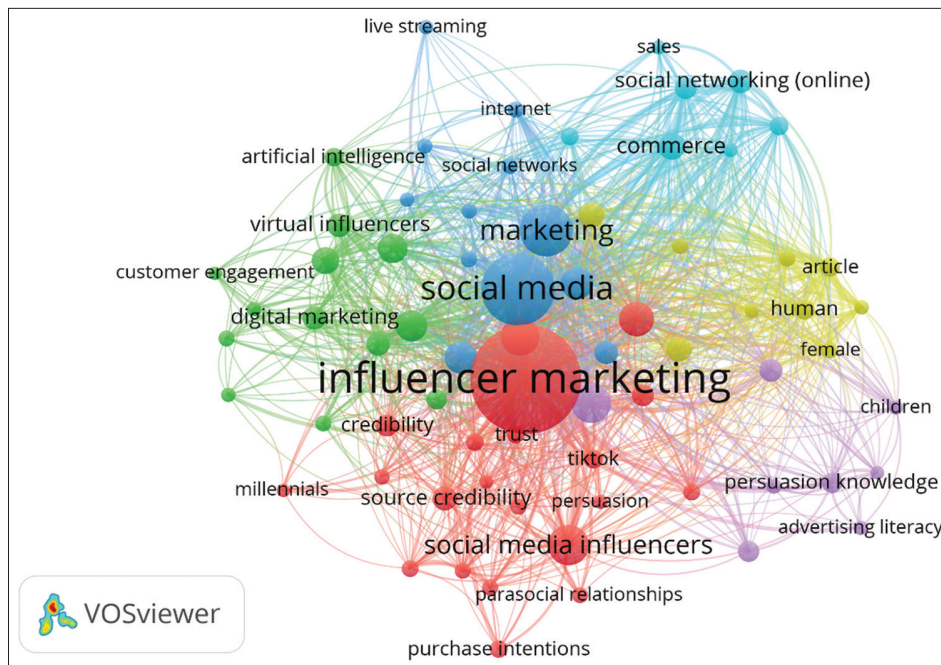 live streaming
sales
social networking (online)
internet
commerce
artificial intelligence
social networks
virtual influencers
marketing
customer engagement
article
social media
digital marketing
human
female
influencer marketing
children
credibility
trust
tiktok
millennials
source credibility
persuasion
persuasion knowledge
advertising literacy
social media influencers
parasocial relationships
purchase intentions
VOSviewer